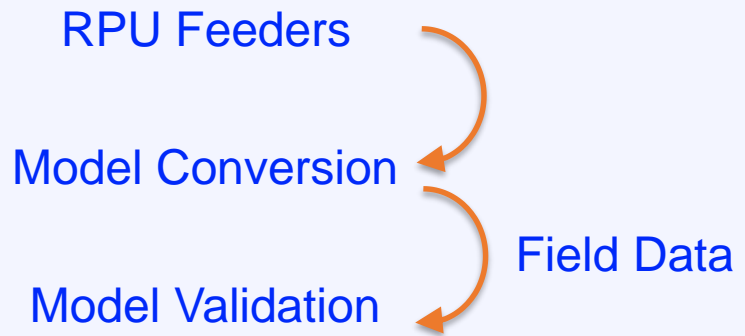 RPU Feeders
Model Conversion
Field Data
Model Validation